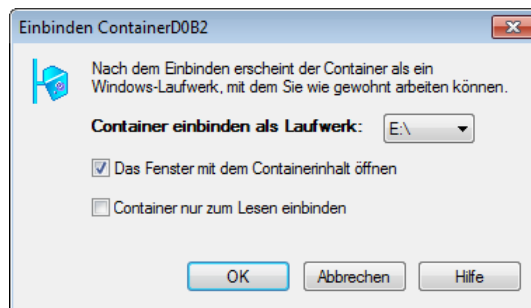 Einbinden ContainerD0B2
Nach dem Einbinden erscheint der Container als ein
Windows-Laufwerk, mit dem Sie wie gewohnt arbeiten können.
Container einbinden als Laufwerk: E:\
Das Fenster mit dem Containerinhalt öffnen
Container nur zum Lesen einbinden
OK Abbrechen Hilfe